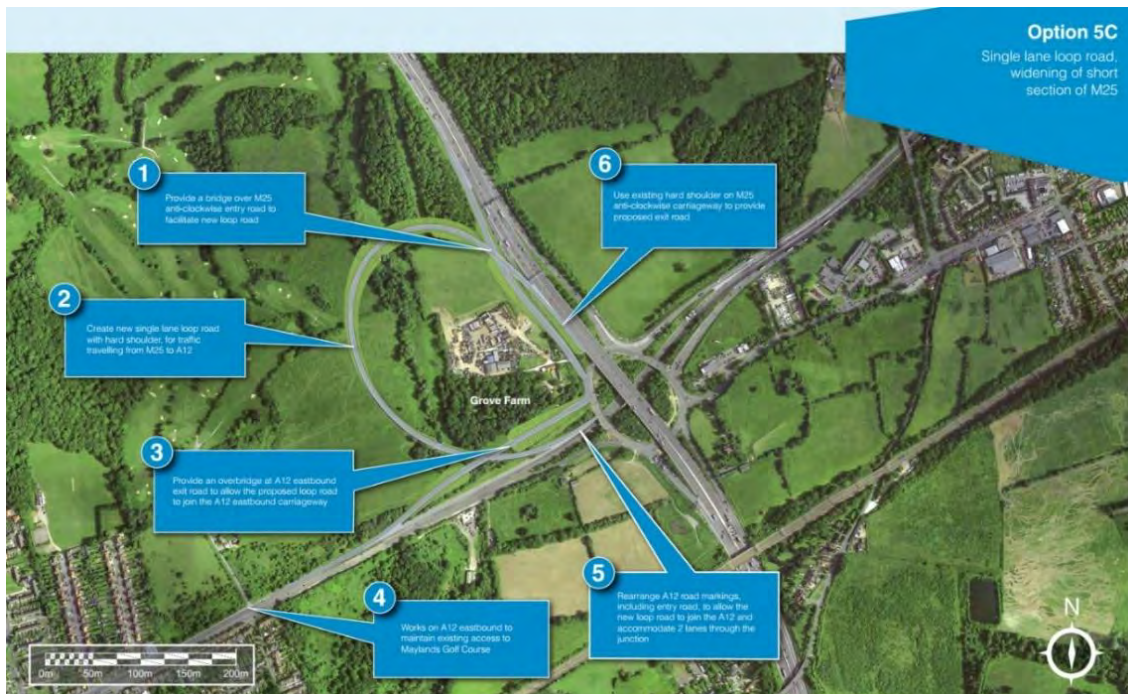 Option 5C
Single lane loop road,
widening of short
section of M25
1
Provide a bridge over M25
anti-clockwise entry road to
facilitate new loop road
6
Use existing hard shoulder on M25
anti-clockwise carriageway to provide
proposed exit road
2
Create new single lane loop road
with hard shoulder, for traffic
travelling from M25 to A12
Grove Farm
3
Provide an overbridge at A12 eastbound
exit road to allow the proposed loop road
to join the A12 eastbound carriageway
4
Works on A12 eastbound to
maintain existing access to
Maylands Golf Course
5
Rearrange A12 road markings,
including entry road, to allow the
new loop road to join the A12 and
accommodate 2 lanes through the
junction
N
0m 50m 100m 150m 200m